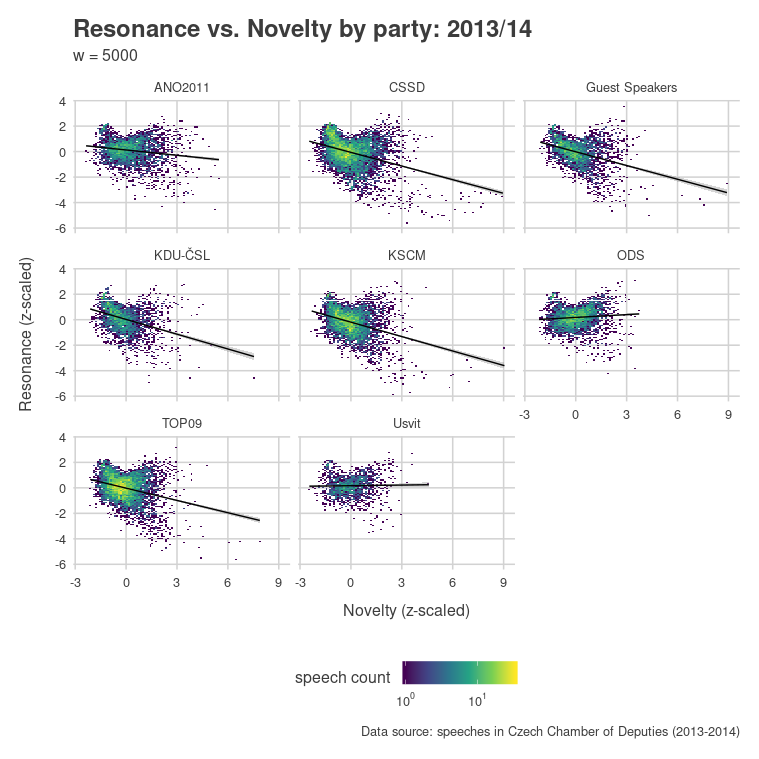 Resonance vs. Novelty by party: 2013/14
w = 5000
ANO2011 CSSD Guest Speakers
4
2
0
-2
-4
-6
KDU-ČSL KSCM ODS
4
2
0
-2
-4
-6
-3 0 3 6 9
TOP09 Usvit
4
2
0
-2
-4
-6
-3 0 3 6 9 -3 0 3 6 9
Resonance (z-scaled)
Novelty (z-scaled)
speech count
10⁰ 10¹
Data source: speeches in Czech Chamber of Deputies (2013-2014)